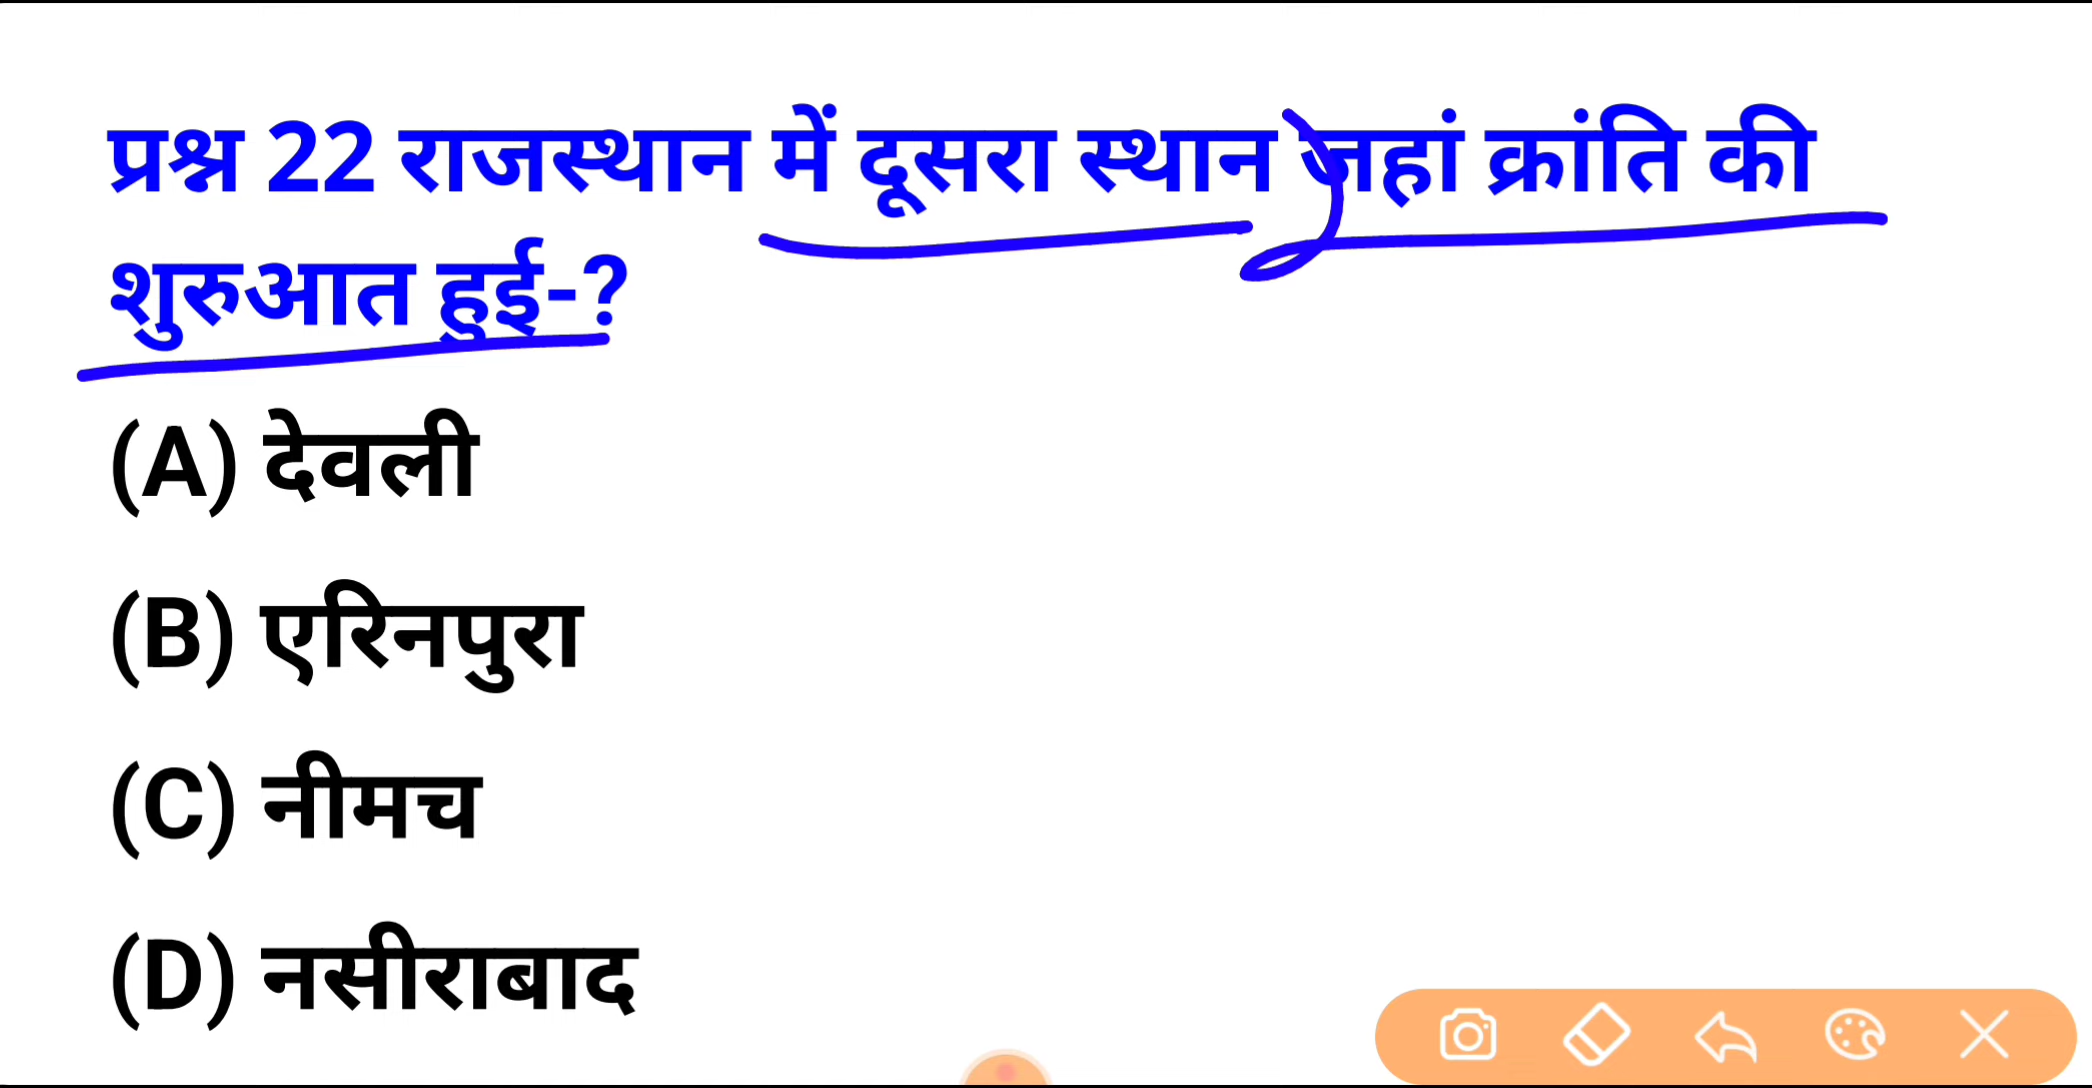 प्रश्न 22 राजस्थान में दूसरा स्थान जहां क्रांति की
शुरुआत हुई-?
(A) देवली
(B) एरिनपुरा
(C) नीमच
(D) नसीराबाद